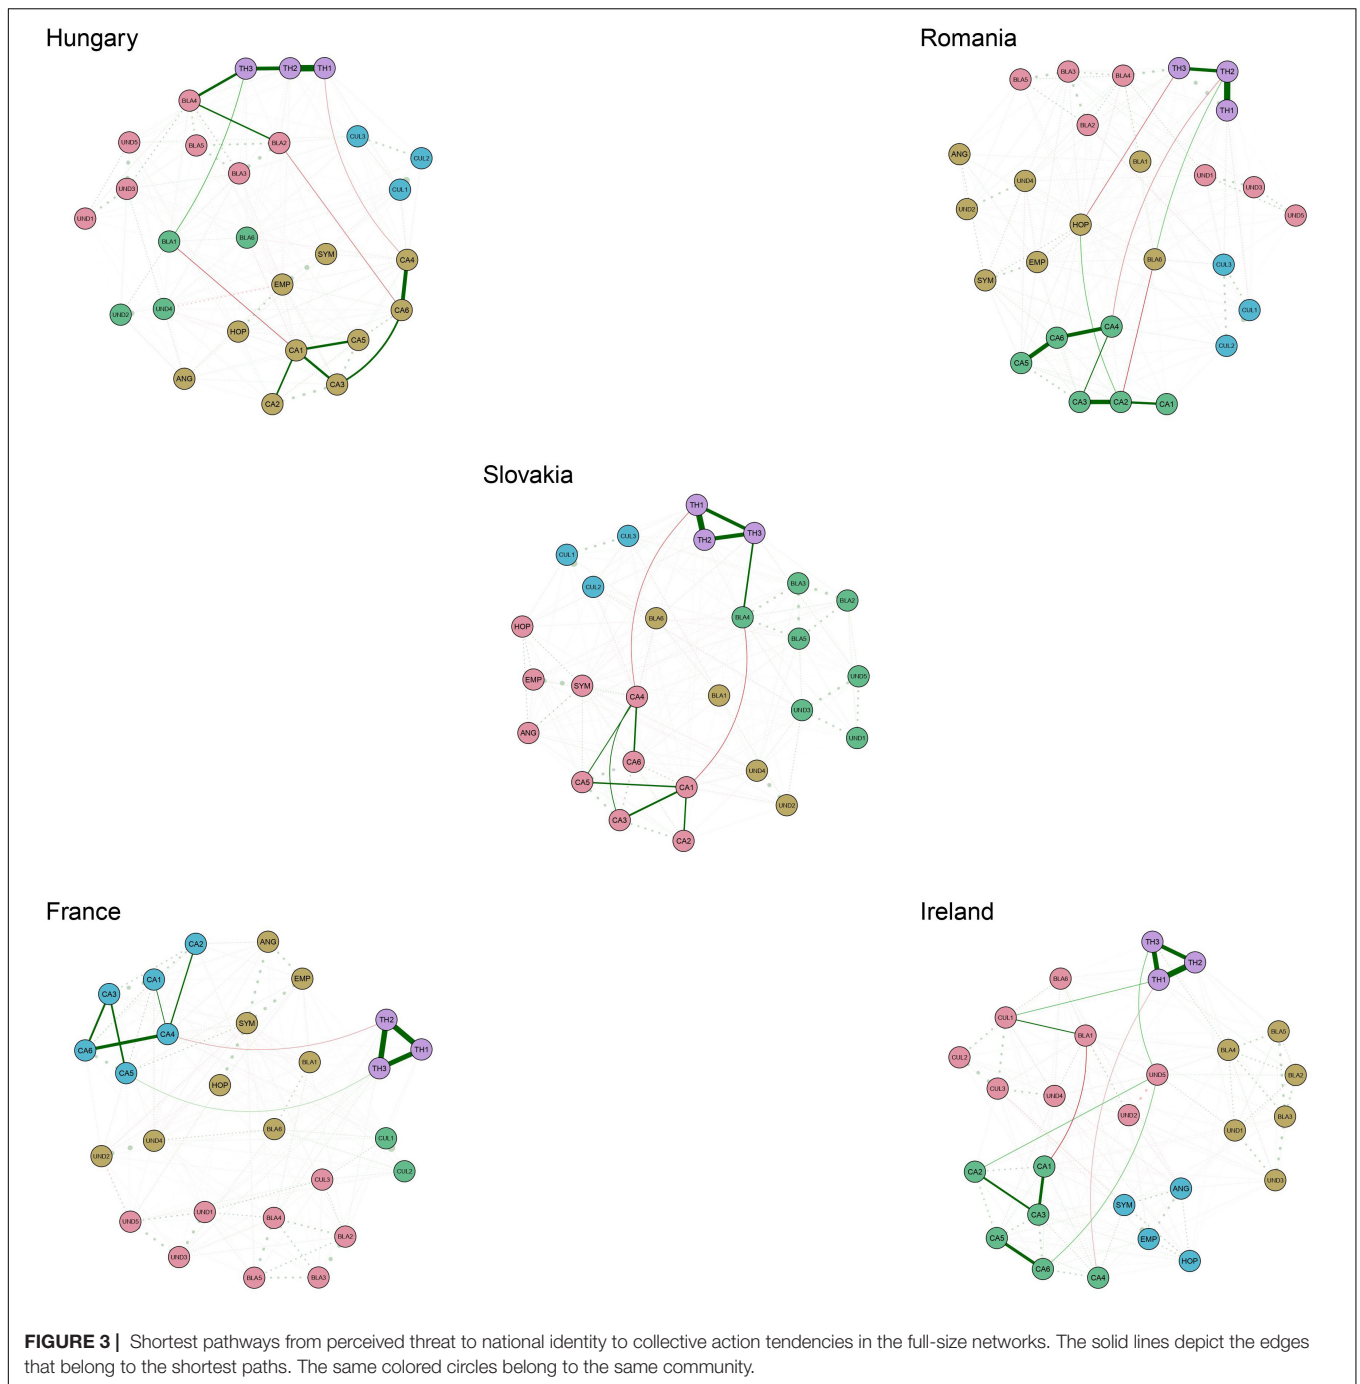 Hungary
TH3 TH2 TH1
BLA4
CUL3
UND5 BLA5 BLA2
CUL2
BLA3
UND3 CUL1
UND1
BLA1 BLA6
SYM CA4
EMP
UND2 UND4 CA6
HOP
CA1 CA5
ANG CA3
CA2
Romania
BLA5 BLA3 BLA4 TH3 TH2
TH1
BLA2
ANG BLA1
UND4 UND1 UND3
UND2 UND5
HOP
EMP BLA6 CUL3
SYM
CUL1
CA6 CA4
CUL2
CA5
CA3 CA2 CA1
Slovakia
TH1
TH2 TH3
CUL3
CUL1
CUL2 BLA3
BLA2
BLA6 BLA4
HOP BLA5
EMP SYM UND5
CA4 BLA1
UND3
ANG UND1
CA6 UND4
CA5 CA1
UND2
CA3
CA2
France
CA2 ANG
CA1 EMP
CA3
SYM TH2
CA4
CA6 TH1
BLA1
CA5 TH3
HOP
BLA6
UND4 CUL1
UND2
CUL2
CUL3
UND5 UND1 BLA4
BLA2
UND3
BLA5 BLA3
Ireland
TH3
TH2
BLA6 TH1
CUL1
BLA1 BLA5
BLA4
CUL2
UND5 BLA2
CUL3 UND4
UND2 BLA3
UND1
CA2 CA1
ANG UND3
SYM
CA3
CA5 EMP
CA6 CA4 HOP
FIGURE 3 | Shortest pathways from perceived threat to national identity to collective action tendencies in the full-size networks. The solid lines depict the edges
that belong to the shortest paths. The same colored circles belong to the same community.